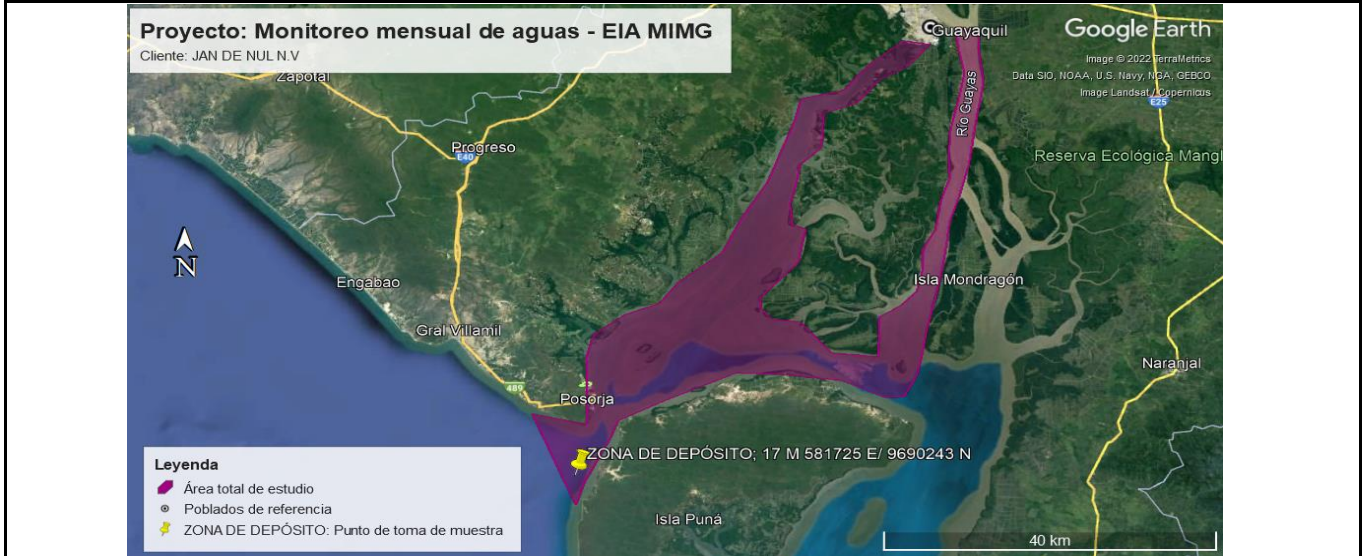 Proyecto: Monitoreo mensual de aguas - EIA MIMG
Cliente: JAN DE NUL N.V
Guayaquil
Google Earth
Image © 2022 TerraMetrics
Data SIO, NOAA, U.S. Navy, NGA, GEBCO
Image Landsat / Copernicus
Zapotal
E25
Río Guayas
Progreso
E40
Reserva Ecológica Mangl
N
Engabao
Isla Mondragón
Gral Villamil
Naranjal
489
Posorja
ZONA DE DEPÓSITO; 17 M 581725 E/ 9690243 N
Leyenda
Área total de estudio
Poblados de referencia
ZONA DE DEPÓSITO: Punto de toma de muestra
Isla Puná
40 km